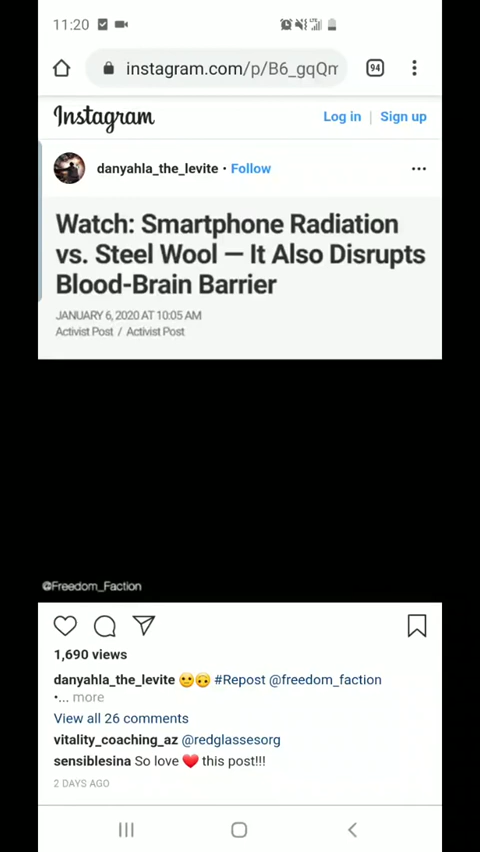 11:20
instagram.com/p/B6_gqQn
94
Instagram
Log in | Sign up
danyahla_the_levite • Follow
Watch: Smartphone Radiation
vs. Steel Wool — It Also Disrupts
Blood-Brain Barrier
JANUARY 6, 2020 AT 10:05 AM
Activist Post / Activist Post
@Freedom_Faction
1,690 views
danyahla_the_levite 😐🤕 #Repost @freedom_faction
•... more
View all 26 comments
vitality_coaching_az @redglassesorg
sensiblesina So love ❤️ this post!!!
2 DAYS AGO